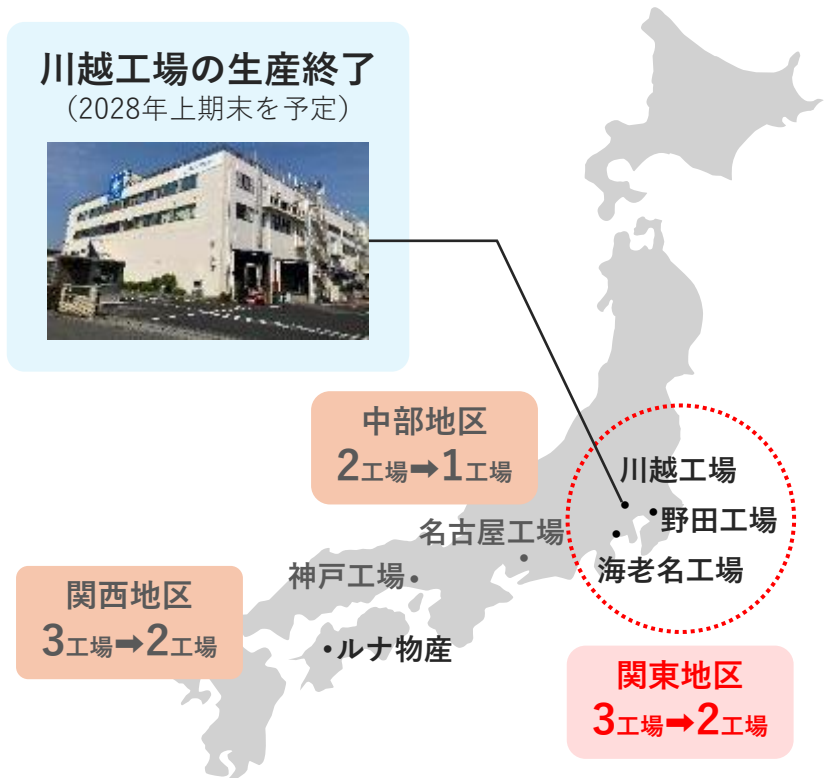 川越工場の生産終了
（2028年上期末を予定）
中部地区
2工場➡1工場
川越工場
野田工場
名古屋工場
海老名工場
神戸工場
関西地区
3工場➡2工場
ルナ物産
関東地区
3工場➡2工場